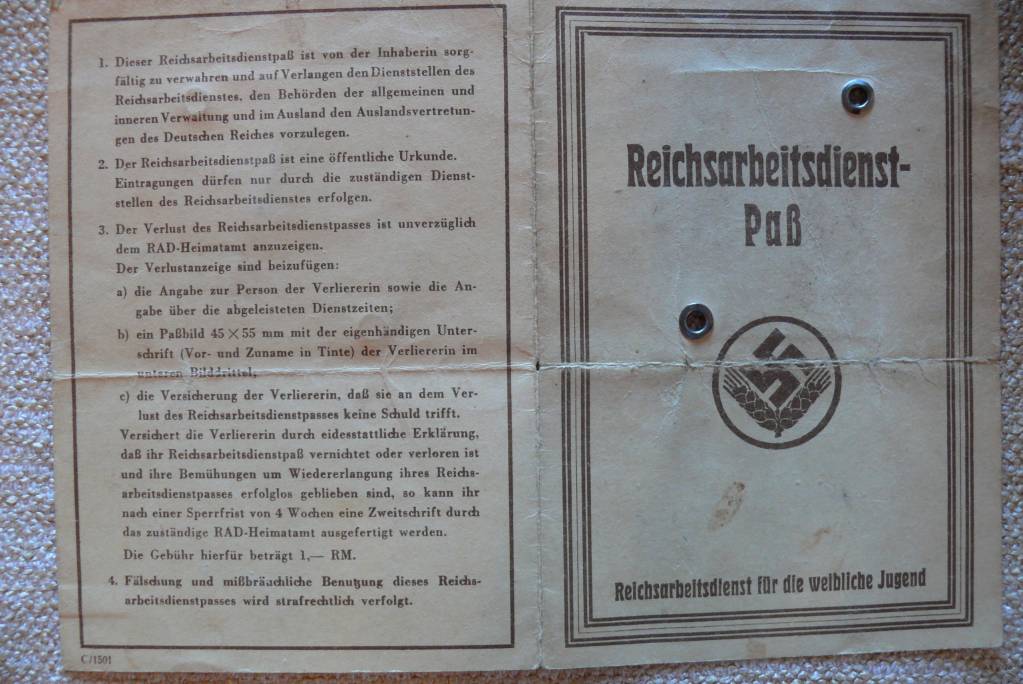 1. Dieser Reichsarbeitsdienstpaß ist von der Inhaberin sorg-
fältig zu verwahren und auf Verlangen den Dienststellen des
Reichsarbeitsdienstes, den Behörden der allgemeinen und
inneren Verwaltung und im Ausland den Auslandsvertretun-
gen des Deutschen Reiches vorzulegen.
2. Der Reichsarbeitsdienstpaß ist eine öffentliche Urkunde.
Eintragungen dürfen nur durch die zuständigen Dienst-
stellen des Reichsarbeitsdienstes erfolgen.
3. Der Verlust des Reichsarbeitsdienstpasses ist unverzüglich
dem RAD-Heimatamt anzuzeigen.
Der Verlustanzeige sind beizufügen:
a) die Angabe zur Person der Verliererin sowie die An-
gabe über die abgeleisteten Dienstzeiten;
b) ein Paßbild 45 × 55 mm mit der eigenhändigen Unter-
schrift (Vor- und Zuname in Tinte) der Verliererin im
unteren Bilddrittel;
c) die Versicherung der Verliererin, daß sie an dem Ver-
lust des Reichsarbeitsdienstpasses keine Schuld trifft.
Versichert die Verliererin durch eidesstattliche Erklärung,
daß ihr Reichsarbeitsdienstpaß vernichtet oder verloren ist
und ihre Bemühungen um Wiedererlangung ihres Reichs-
arbeitsdienstpasses erfolglos geblieben sind, so kann ihr
nach einer Sperrfrist von 4 Wochen eine Zweitschrift durch
das zuständige RAD-Heimatamt ausgefertigt werden.
Die Gebühr hierfür beträgt 1,— RM.
4. Fälschung und mißbräuchliche Benutzung dieses Reichs-
arbeitsdienstpasses wird strafrechtlich verfolgt.
C/1501
Reichsarbeitsdienst-
Paß
Reichsarbeitsdienst für die weibliche Jugend